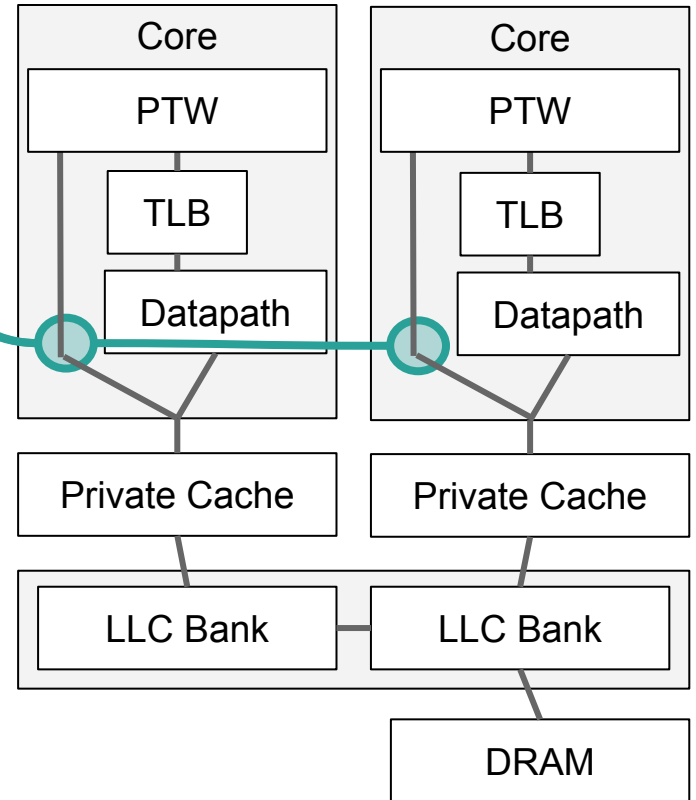 Core
PTW
TLB
Datapath
Private Cache
LLC Bank
Core
PTW
TLB
Datapath
Private Cache
LLC Bank
DRAM